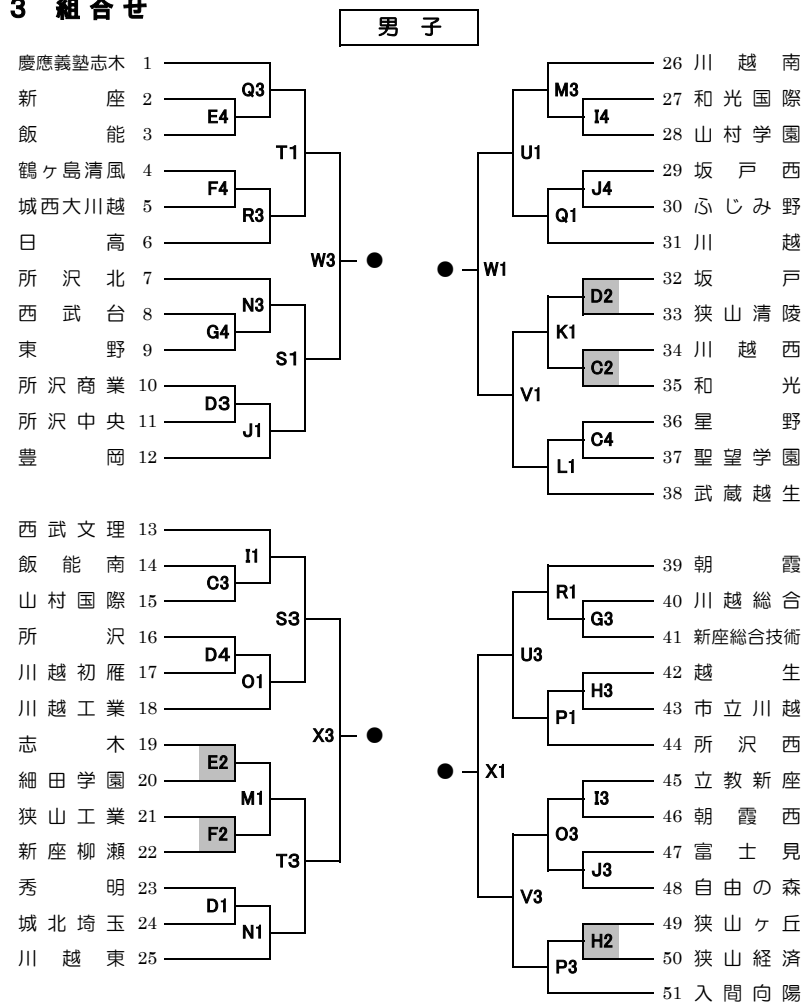 3 組合せ
男 子
慶應義塾志木 1
新座 2
飯能 3
鶴ヶ島清風 4
城西大川越 5
日高 6
所沢北 7
西武台 8
東野 9
所沢商業 10
所沢中央 11
豊岡 12
Q3
E4
T1
F4
R3
W3 ●
N3
G4
S1
D3
J1
26 川越南
27 和光国際
28 山村学園
29 坂戸西
30 ふじみ野
31 川越
32 坂戸
33 狭山清陵
34 川越西
35 和光
36 星野
37 聖望学園
38 武蔵越生
M3
I4
U1
J4
Q1
● W1
D2
K1
C2
V1
C4
L1
西武文理 13
飯能南 14
山村国際 15
所沢 16
川越初雁 17
川越工業 18
志木 19
細田学園 20
狭山工業 21
新座柳瀬 22
秀明 23
城北埼玉 24
川越東 25
I1
C3
S3
D4
O1
X3 ●
E2
M1
F2
T3
D1
N1
39 朝霞
40 川越総合
41 新座総合技術
42 越生
43 市立川越
44 所沢西
45 立教新座
46 朝霞西
47 富士見
48 自由の森
49 狭山ヶ丘
50 狭山経済
51 入間向陽
R1
G3
U3
H3
P1
● X1
I3
O3
J3
V3
H2
P3